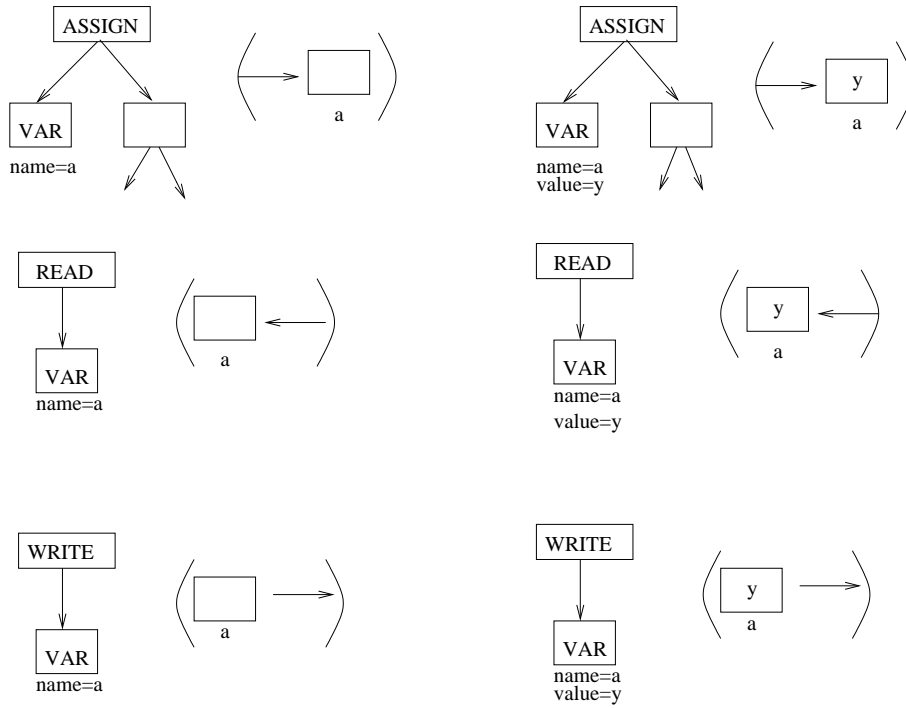 ASSIGN
VAR
name=a
a
ASSIGN
VAR
name=a
value=y
y
a
READ
VAR
name=a
a
READ
VAR
name=a
value=y
y
a
WRITE
VAR
name=a
a
WRITE
VAR
name=a
value=y
y
a